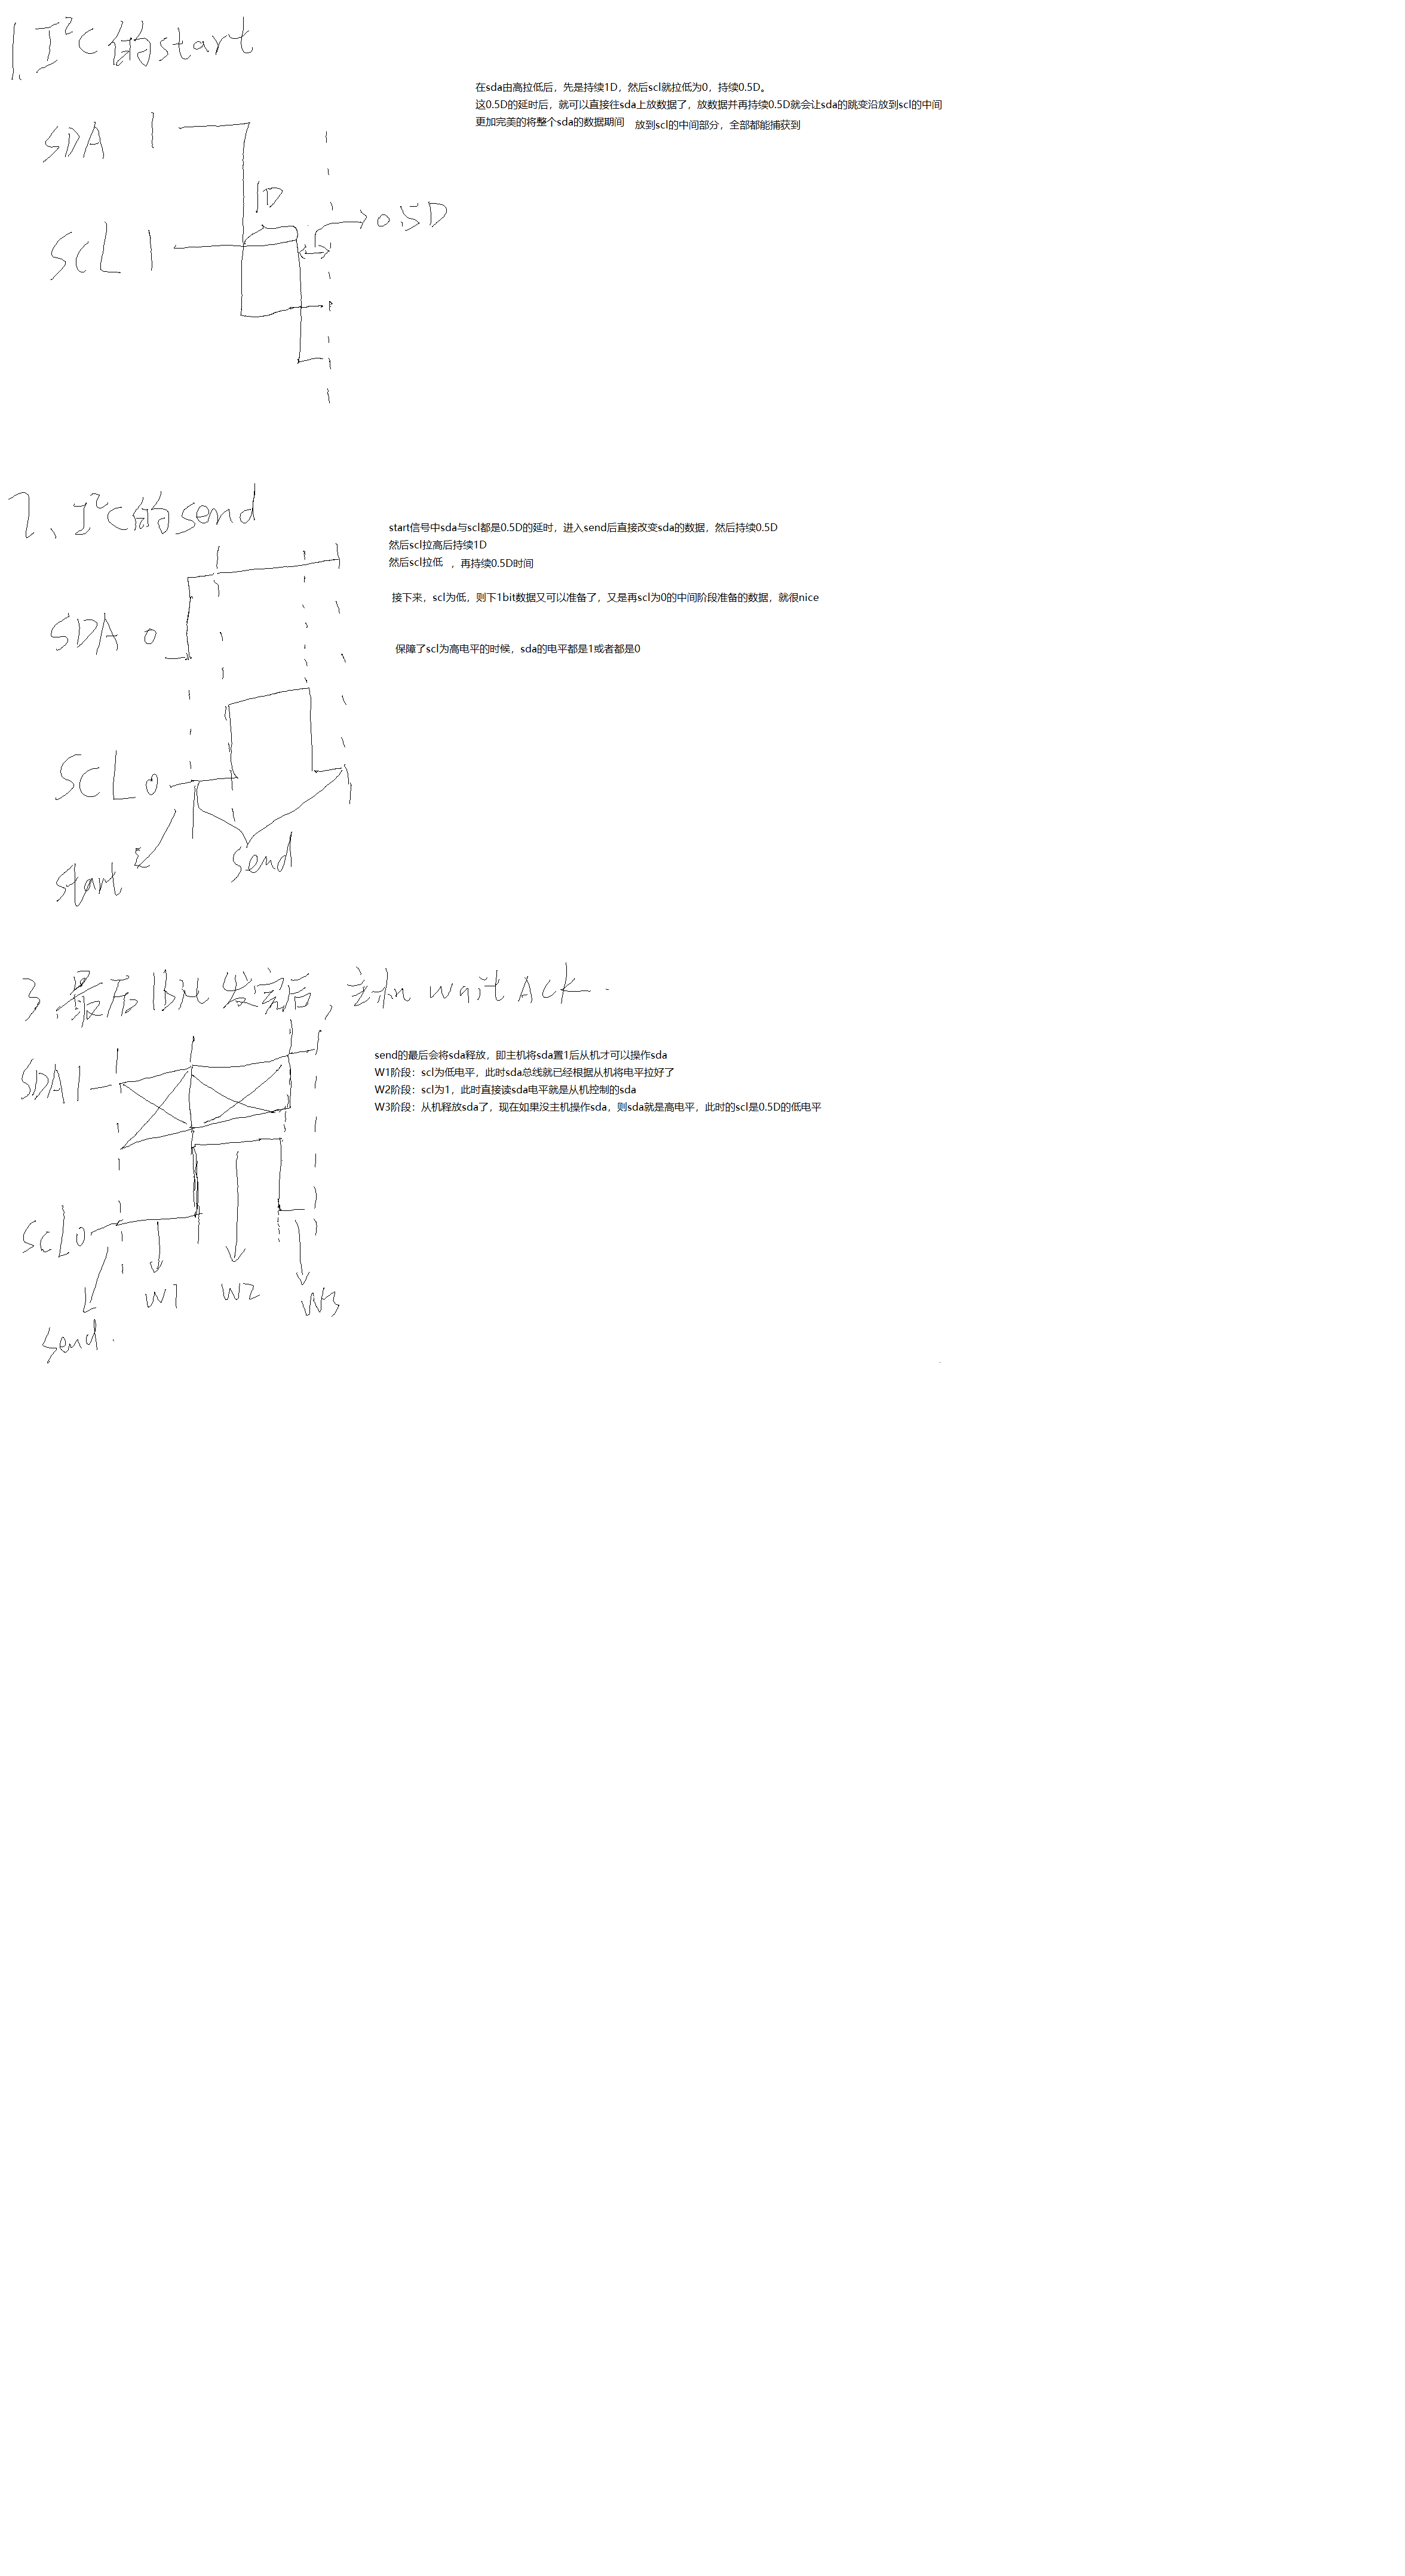 1. I²C的start
在sda由高拉低后，先是持续1D，然后scl就拉低为0，持续0.5D。
这0.5D的延时后，就可以直接往sda上放数据了，放数据并再持续0.5D就会让sda的跳变沿放到scl的中间
更加完美的将整个sda的数据期间 放到scl的中间部分，全部都能捕获到
SDA 1
1D
0.5D
SCL 1
2、I²C的send
start信号中sda与scl都是0.5D的延时，进入send后直接改变sda的数据，然后持续0.5D
然后scl拉高后持续1D
然后scl拉低 ，再持续0.5D时间
接下来，scl为低，则下1bit数据又可以准备了，又是再scl为0的中间阶段准备的数据，就很nice
SDA 0
保障了scl为高电平的时候，sda的电平都是1或者都是0
SCL 0
start
send
3.最后1Bit发完后，主机 wait Ack.
send的最后会将sda释放，即主机将sda置1后从机才可以操作sda
SDA 1
W1阶段：scl为低电平，此时sda总线就已经根据从机将电平拉好了
W2阶段：scl为1，此时直接读sda电平就是从机控制的sda
W3阶段：从机释放sda了，现在如果没主机操作sda，则sda就是高电平，此时的scl是0.5D的低电平
SCL 0
W1 W2 W3
send.